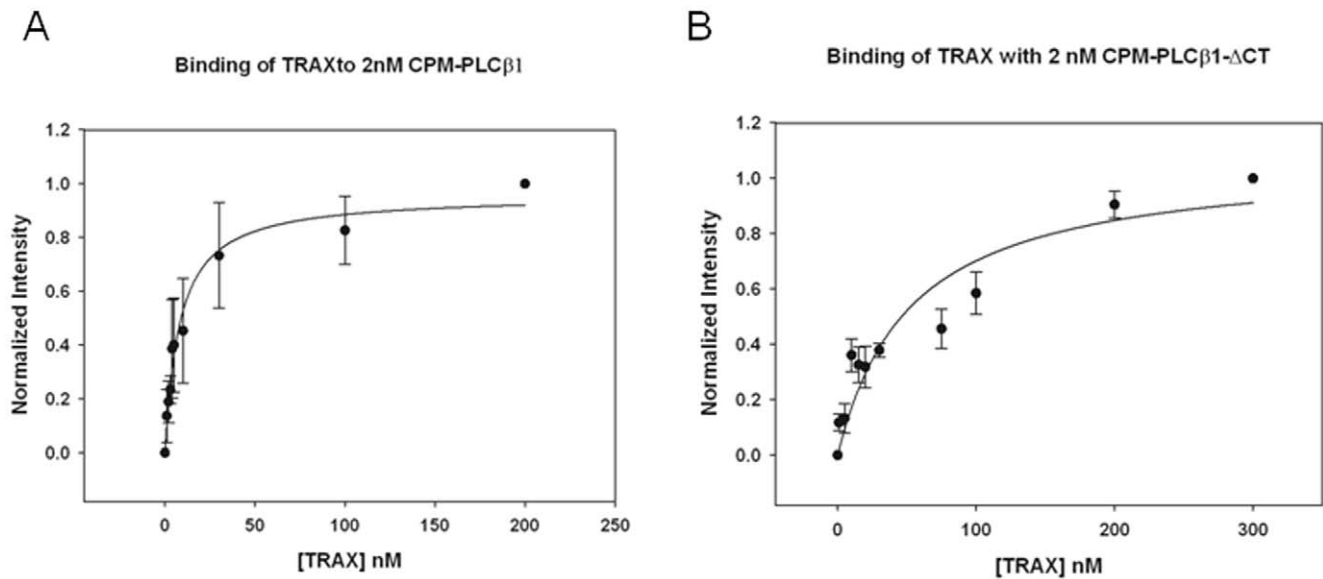 A
Binding of TRAXto 2nM CPM-PLCβ1
1.2
1.0
0.8
0.6
0.4
0.2
0.0
Normalized Intensity
0 50 100 150 200 250
[TRAX] nM
B
Binding of TRAX with 2 nM CPM-PLCβ1-ΔCT
1.2
1.0
0.8
0.6
0.4
0.2
0.0
Normalized Intensity
0 100 200 300
[TRAX] nM